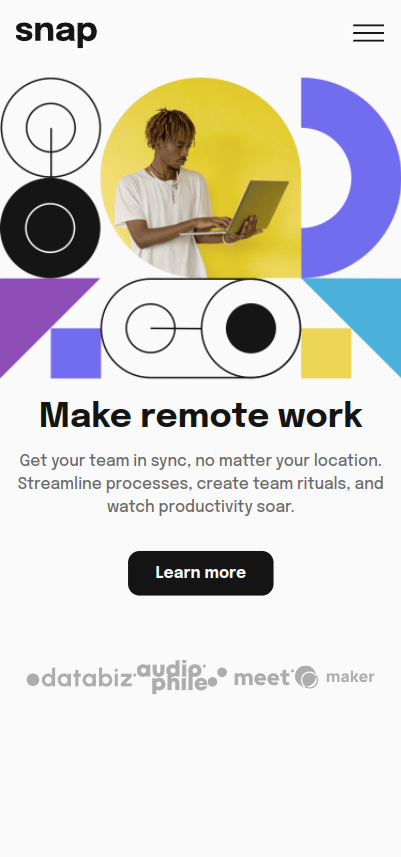 snap
Make remote work
Get your team in sync, no matter your location.
Streamline processes, create team rituals, and
watch productivity soar.
Learn more
databiz audiophile meet maker